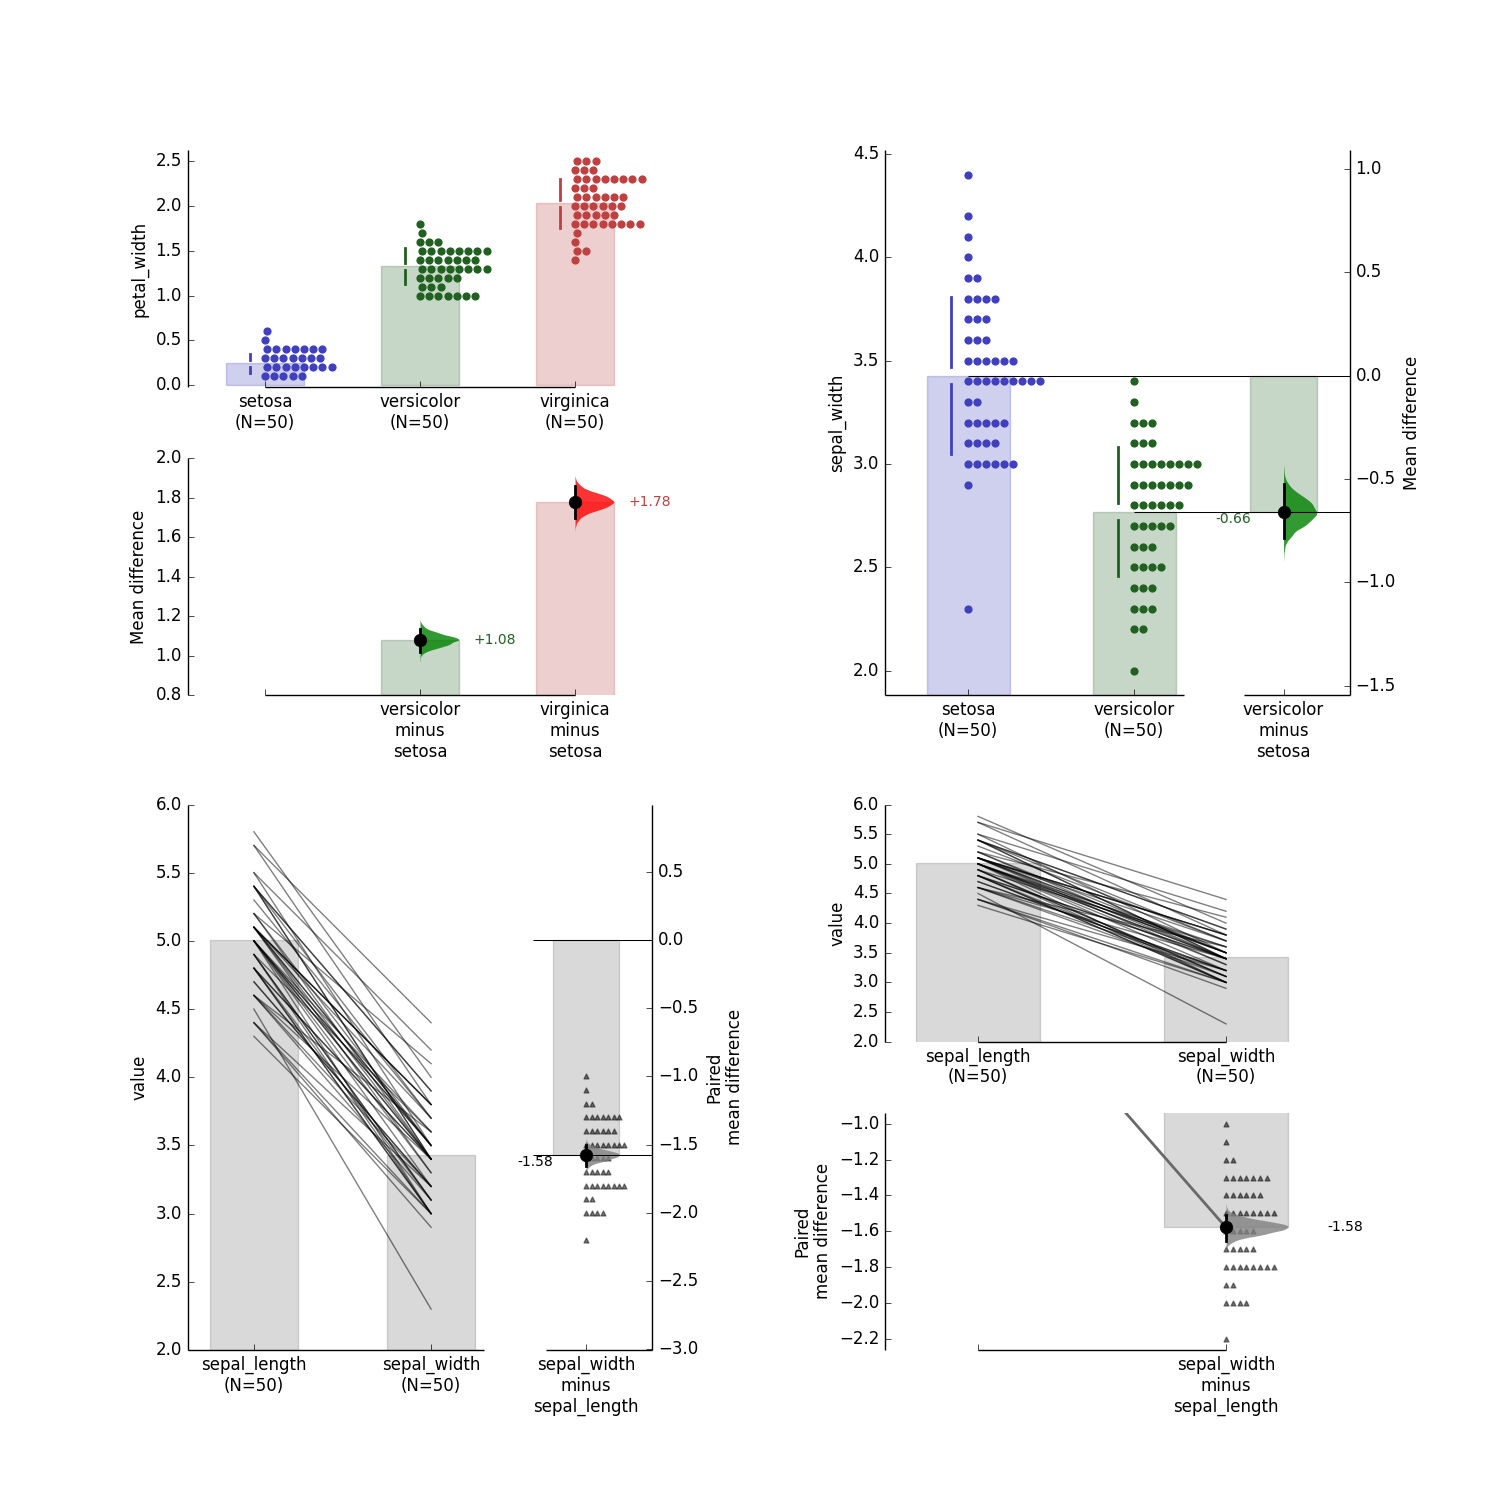 petal_width
2.5
2.0
1.5
1.0
0.5
0.0
setosa
(N=50)
versicolor
(N=50)
virginica
(N=50)
Mean difference
2.0
1.8
1.6
1.4
1.2
1.0
0.8
+1.08
+1.78
versicolor
minus
setosa
virginica
minus
setosa
sepal_width
4.5
4.0
3.5
3.0
2.5
2.0
setosa
(N=50)
versicolor
(N=50)
-0.66
1.0
0.5
0.0
−0.5
−1.0
−1.5
Mean difference
versicolor
minus
setosa
value
6.0
5.5
5.0
4.5
4.0
3.5
3.0
2.5
2.0
sepal_length
(N=50)
sepal_width
(N=50)
-1.58
0.5
0.0
−0.5
−1.0
−1.5
−2.0
−2.5
−3.0
Paired
mean difference
sepal_width
minus
sepal_length
value
6.0
5.5
5.0
4.5
4.0
3.5
3.0
2.5
2.0
sepal_length
(N=50)
sepal_width
(N=50)
Paired
mean difference
−1.0
−1.2
−1.4
−1.6
−1.8
−2.0
−2.2
-1.58
sepal_width
minus
sepal_length